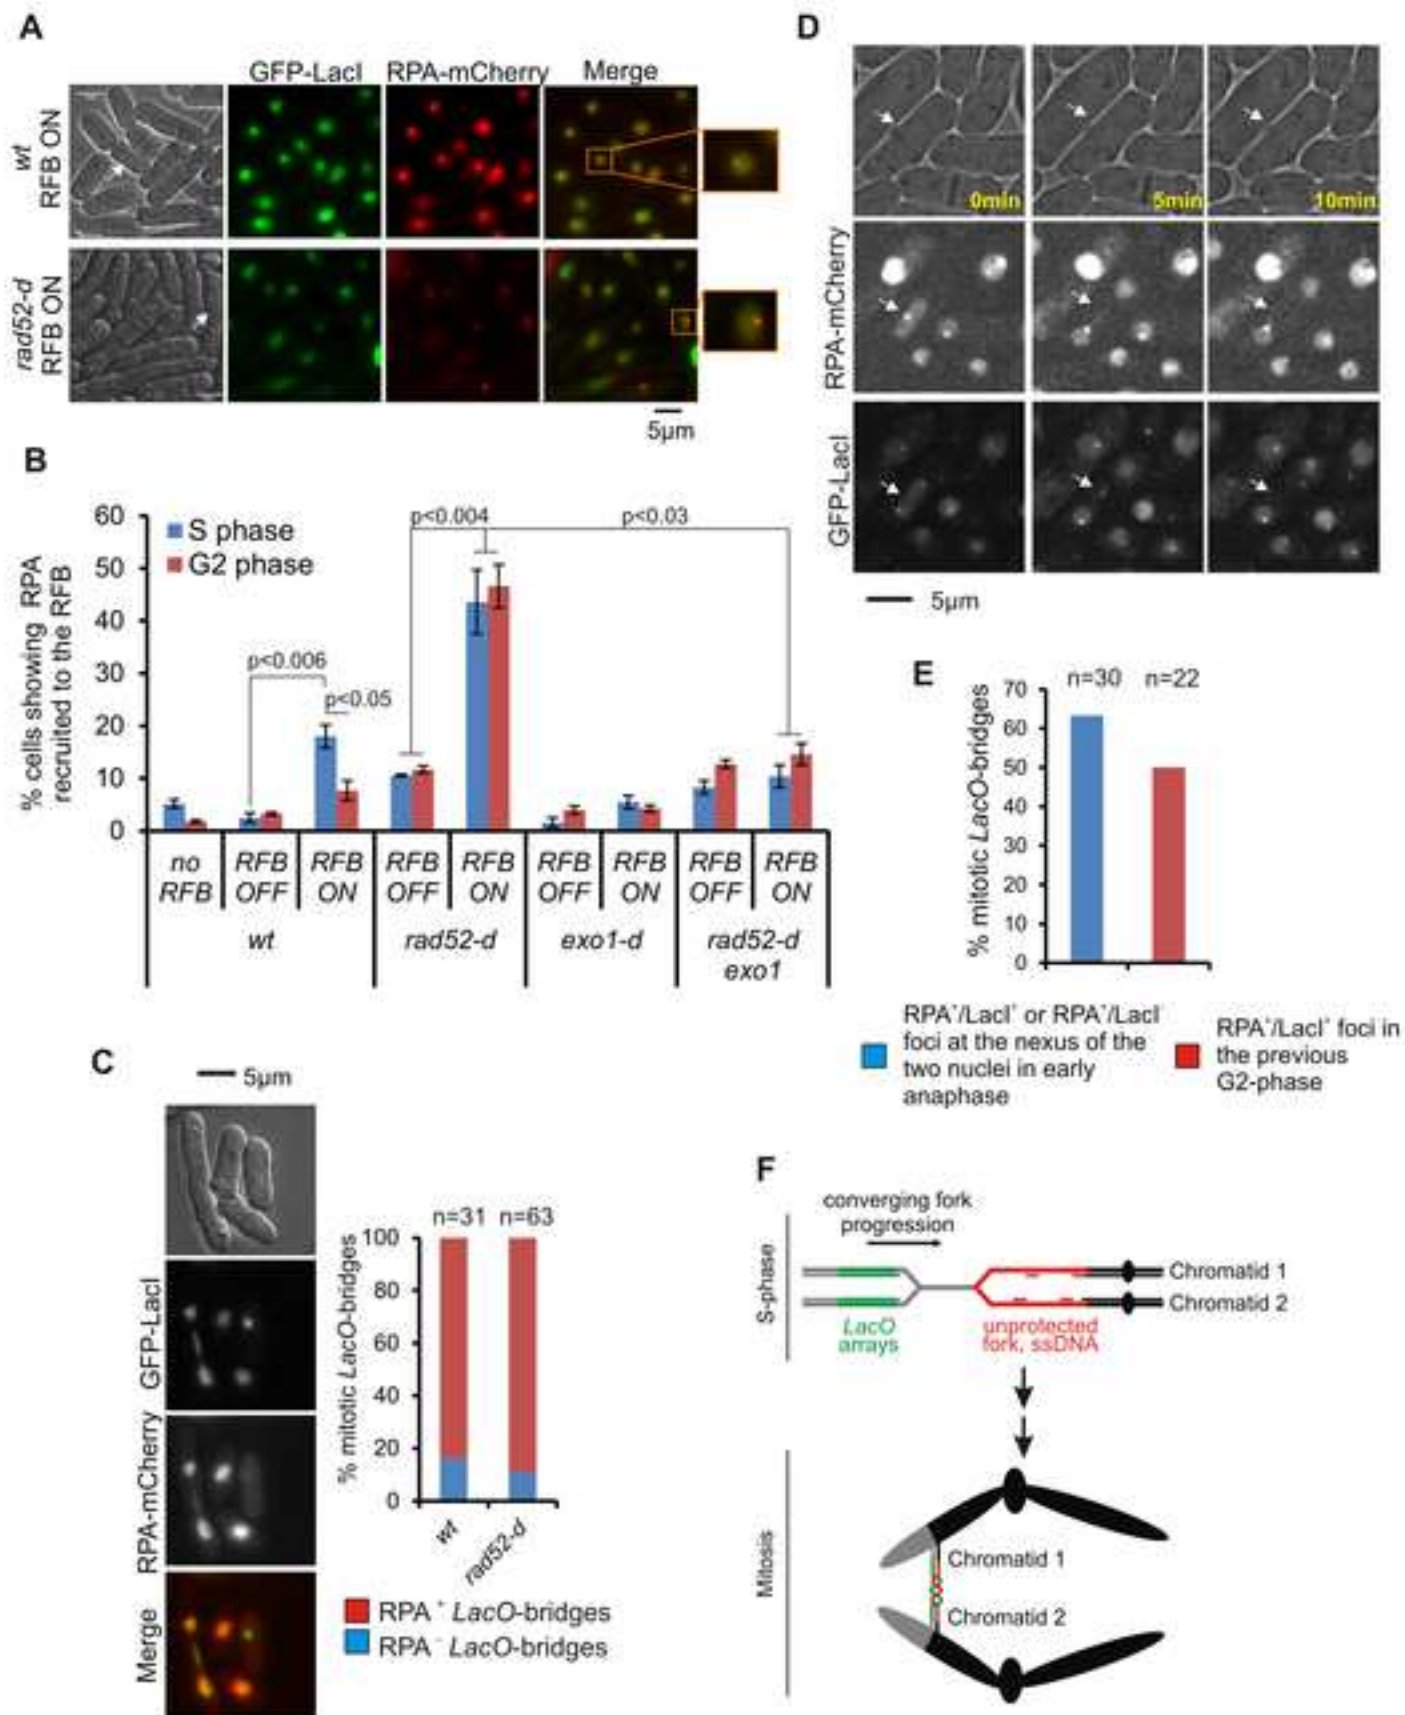 A
GFP-LacI RPA-mCherry Merge
wt
RFB ON
rad52-d
RFB ON
5µm
B
60
50
40
30
20
10
0
% cells showing RPA
recruited to the RFB
S phase
G2 phase
p<0.006
p<0.05
p<0.004
p<0.03
no RFB RFB RFB RFB RFB RFB RFB RFB
RFB OFF ON OFF ON OFF ON OFF ON
wt rad52-d exo1-d rad52-d
exo1
C
5µm
GFP-LacI
RPA-mCherry
Merge
n=31 n=63
% mitotic LacO-bridges
100
80
60
40
20
0
wt
rad52-d
RPA⁺ LacO-bridges
RPA⁻ LacO-bridges
D
0min 5min 10min
RPA-mCherry
GFP-LacI
5µm
E
n=30 n=22
% mitotic LacO-bridges
70
60
50
40
30
20
10
0
RPA⁺/LacI⁺ or RPA⁺/LacI
foci at the nexus of the
two nuclei in early
anaphase
RPA⁺/LacI⁺ foci in
the previous
G2-phase
F
S-phase
converging fork
progression
Chromatid 1
Chromatid 2
LacO
arrays
unprotected
fork, ssDNA
Mitosis
Chromatid 1
Chromatid 2